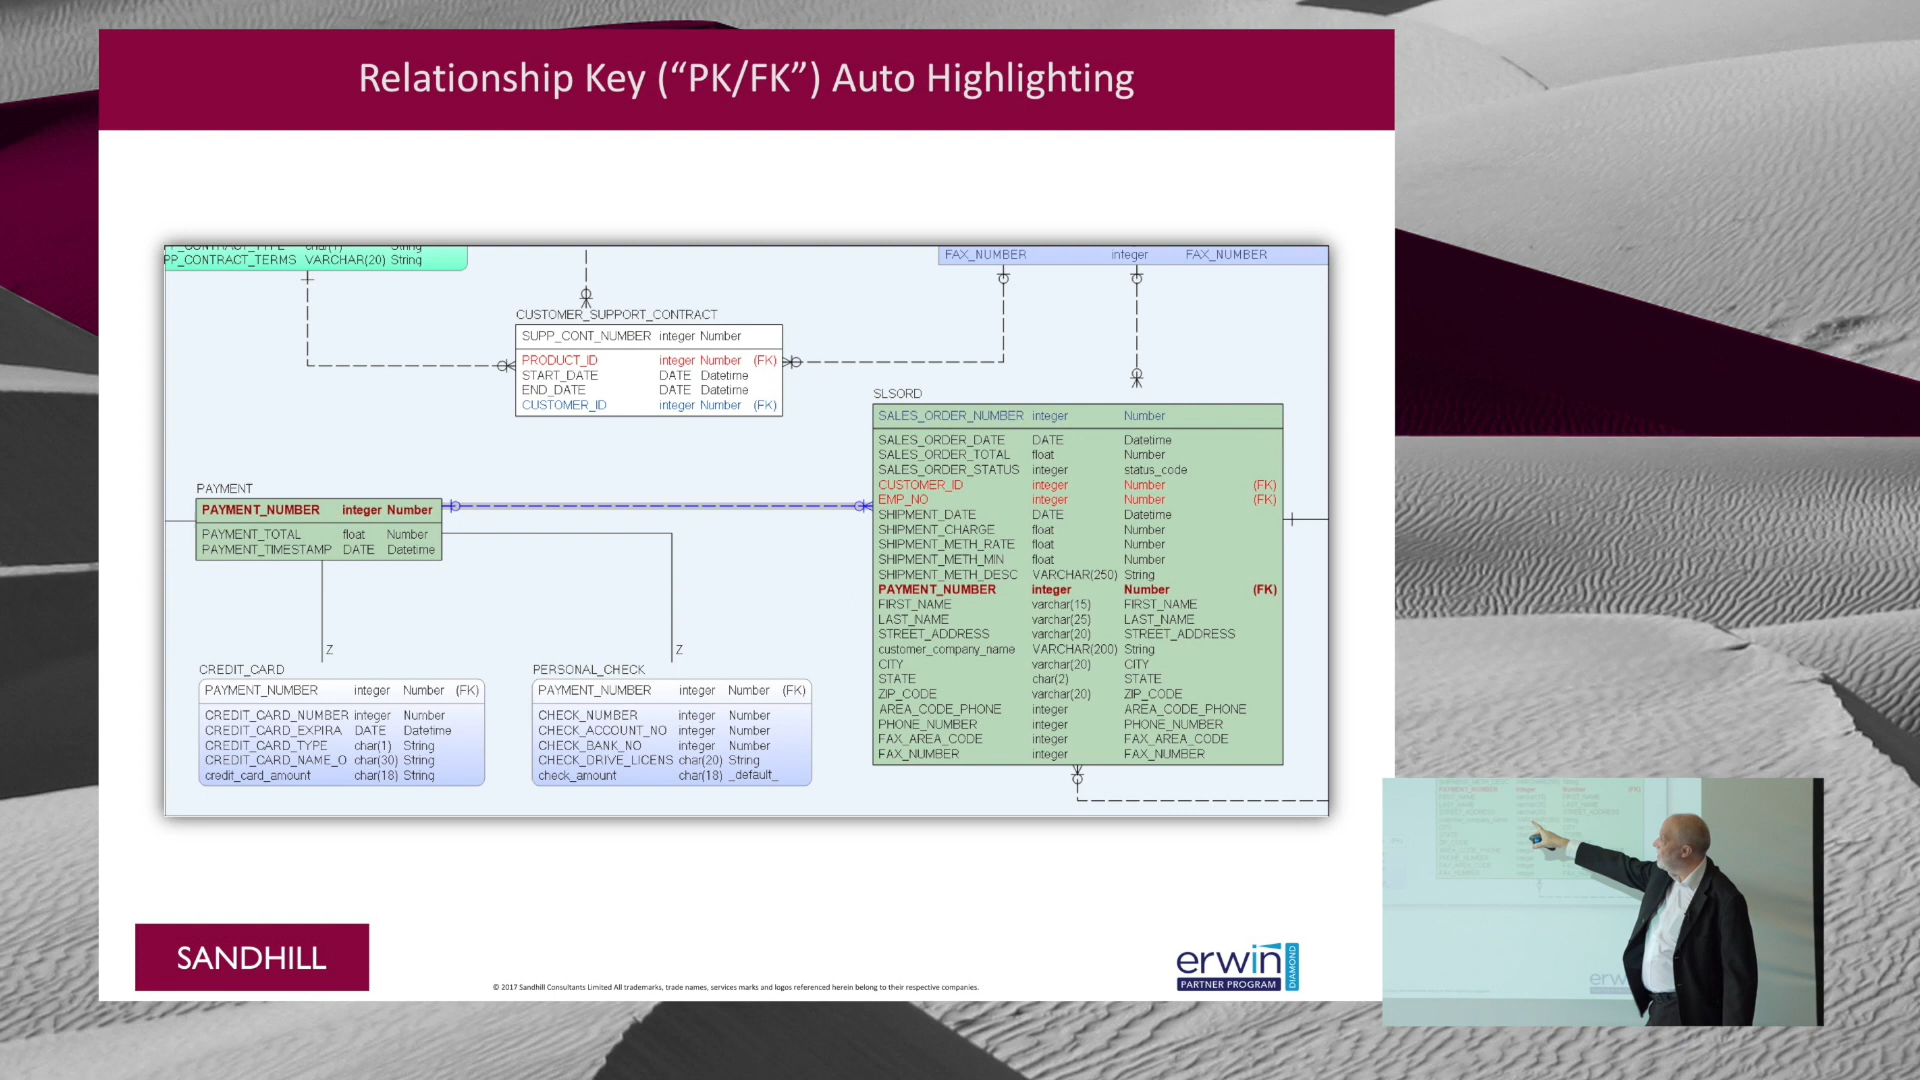 Relationship Key (“PK/FK”) Auto Highlighting
PP_CONTRACT_TERMS VARCHAR(20) String
FAX_NUMBER integer FAX_NUMBER
CUSTOMER_SUPPORT_CONTRACT
SUPP_CONT_NUMBER integer Number
PRODUCT_ID integer Number (FK)
START_DATE DATE Datetime
END_DATE DATE Datetime
CUSTOMER_ID integer Number (FK)
SLSORD
SALES_ORDER_NUMBER integer Number
SALES_ORDER_DATE DATE Datetime
SALES_ORDER_TOTAL float Number
SALES_ORDER_STATUS integer status_code
CUSTOMER_ID integer Number (FK)
EMP_NO integer Number (FK)
SHIPMENT_DATE DATE Datetime
SHIPMENT_CHARGE float Number
SHIPMENT_METH_RATE float Number
SHIPMENT_METH_MIN float Number
SHIPMENT_METH_DESC VARCHAR(250) String
PAYMENT_NUMBER integer Number (FK)
FIRST_NAME varchar(15) FIRST_NAME
LAST_NAME varchar(25) LAST_NAME
STREET_ADDRESS varchar(20) STREET_ADDRESS
customer_company_name VARCHAR(200) String
CITY varchar(20) CITY
STATE char(2) STATE
ZIP_CODE varchar(20) ZIP_CODE
AREA_CODE_PHONE integer AREA_CODE_PHONE
PHONE_NUMBER integer PHONE_NUMBER
FAX_AREA_CODE integer FAX_AREA_CODE
FAX_NUMBER integer FAX_NUMBER
PAYMENT
PAYMENT_NUMBER integer Number
PAYMENT_TOTAL float Number
PAYMENT_TIMESTAMP DATE Datetime
Z
Z
CREDIT_CARD
PAYMENT_NUMBER integer Number (FK)
CREDIT_CARD_NUMBER integer Number
CREDIT_CARD_EXPIRA DATE Datetime
CREDIT_CARD_TYPE char(1) String
CREDIT_CARD_NAME_O char(30) String
credit_card_amount char(18) String
PERSONAL_CHECK
PAYMENT_NUMBER integer Number (FK)
CHECK_NUMBER integer Number
CHECK_ACCOUNT_NO integer Number
CHECK_BANK_NO integer Number
CHECK_DRIVE_LICENS char(20) String
check_amount char(18) _default_
SANDHILL
© 2017 Sandhill Consultants Limited All trademarks, trade names, services marks and logos referenced herein belong to their respective companies.
erwin
PARTNER PROGRAM
DIAMOND